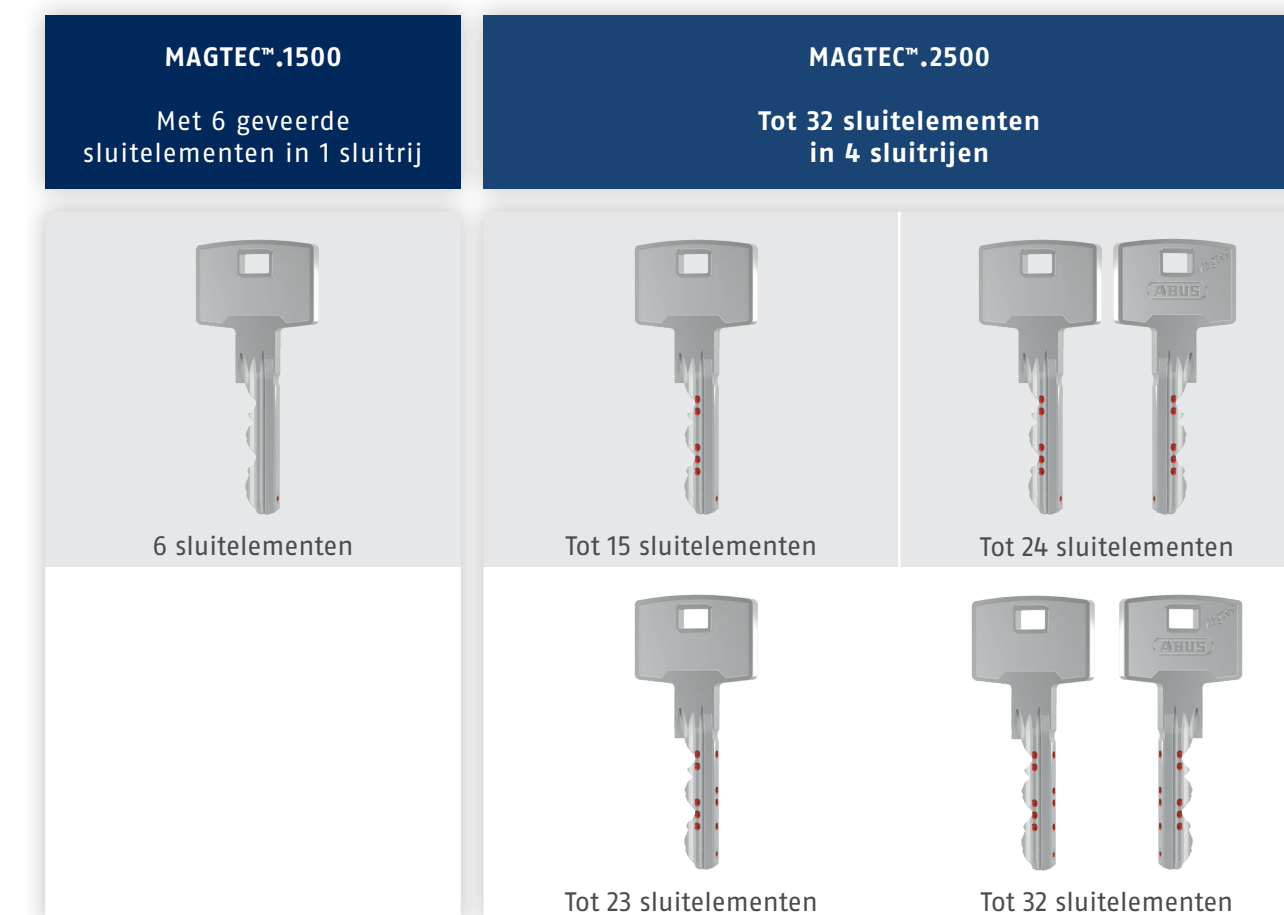 MAGTEC™.1500
Met 6 geveerde
sluitelementen in 1 sluitrij
MAGTEC™.2500
Tot 32 sluitelementen
in 4 sluitrijen
ABUS
6 sluitelementen
Tot 15 sluitelementen
Tot 24 sluitelementen
ABUS
Tot 23 sluitelementen
Tot 32 sluitelementen